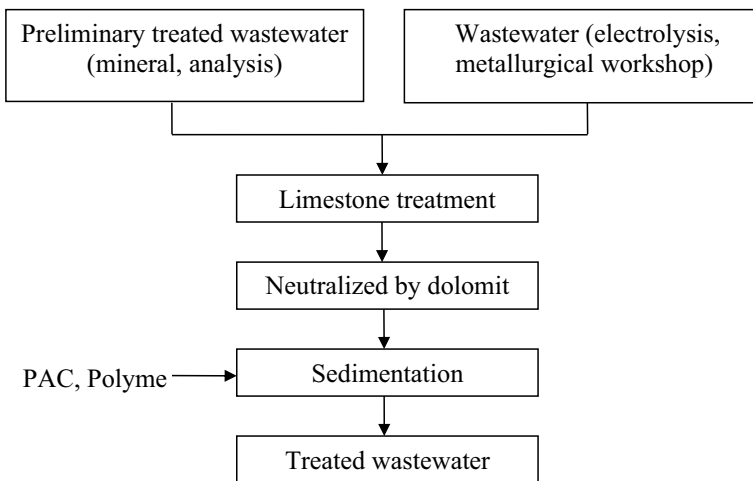 Preliminary treated wastewater
(mineral, analysis)
Wastewater (electrolysis,
metallurgical workshop)
Limestone treatment
Neutralized by dolomit
PAC, Polyme
Sedimentation
Treated wastewater